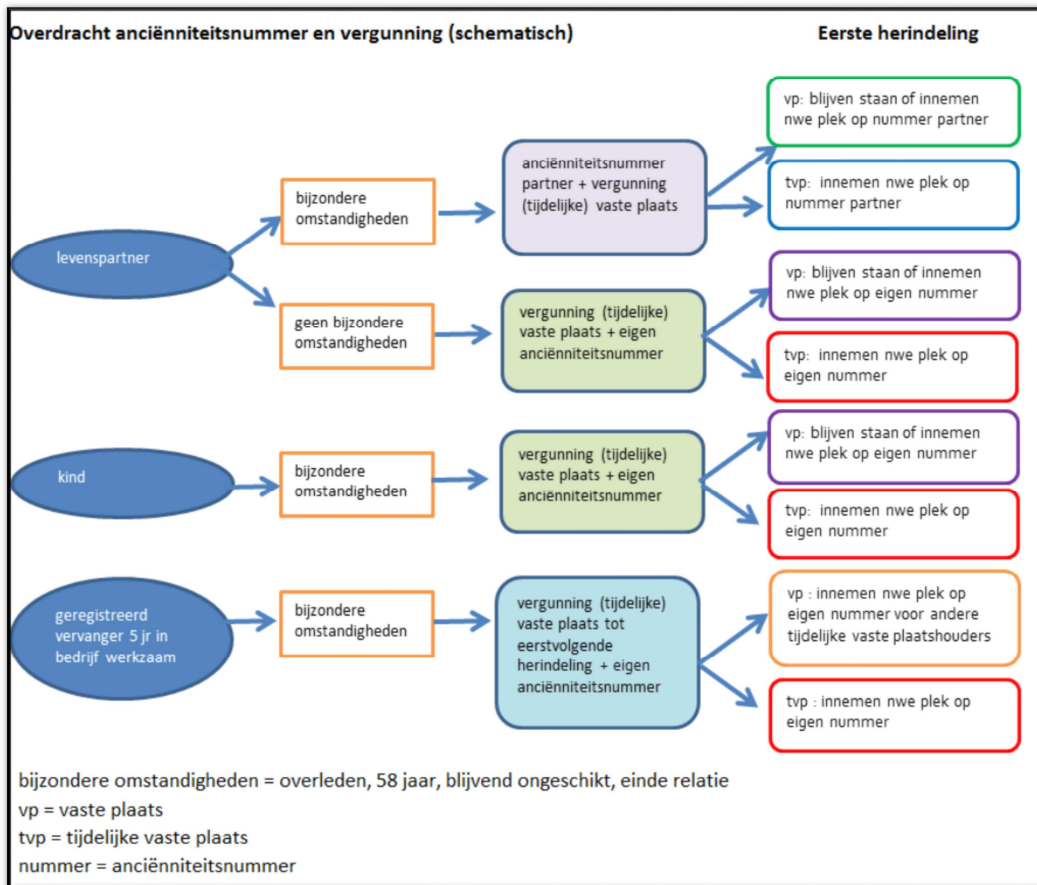 Overdracht anciënniteitsnummer en vergunning (schematisch)
Eerste herindeling
levenspartner
bijzondere
omstandigheden
anciënniteitsnummer
partner + vergunning
(tijdelijke) vaste plaats
vp: blijven staan of innemen
nwe plek op nummer partner
tvp: innemen nwe plek op
nummer partner
geen bijzondere
omstandigheden
vergunning (tijdelijke)
vaste plaats + eigen
anciënniteitsnummer
vp: blijven staan of innemen
nwe plek op eigen nummer
tvp: innemen nwe plek op
eigen nummer
kind
bijzondere
omstandigheden
vergunning (tijdelijke)
vaste plaats + eigen
anciënniteitsnummer
vp: blijven staan of innemen
nwe plek op eigen nummer
tvp: innemen nwe plek op
eigen nummer
geregistreerd
vervanger 5 jr in
bedrijf werkzaam
bijzondere
omstandigheden
vergunning (tijdelijke)
vaste plaats tot
eerstvolgende
herindeling + eigen
anciënniteitsnummer
vp : innemen nwe plek op
eigen nummer voor andere
tijdelijke vaste plaatshouders
tvp : innemen nwe plek op
eigen nummer
bijzondere omstandigheden = overleden, 58 jaar, blijvend ongeschikt, einde relatie
vp = vaste plaats
tvp = tijdelijke vaste plaats
nummer = anciënniteitsnummer